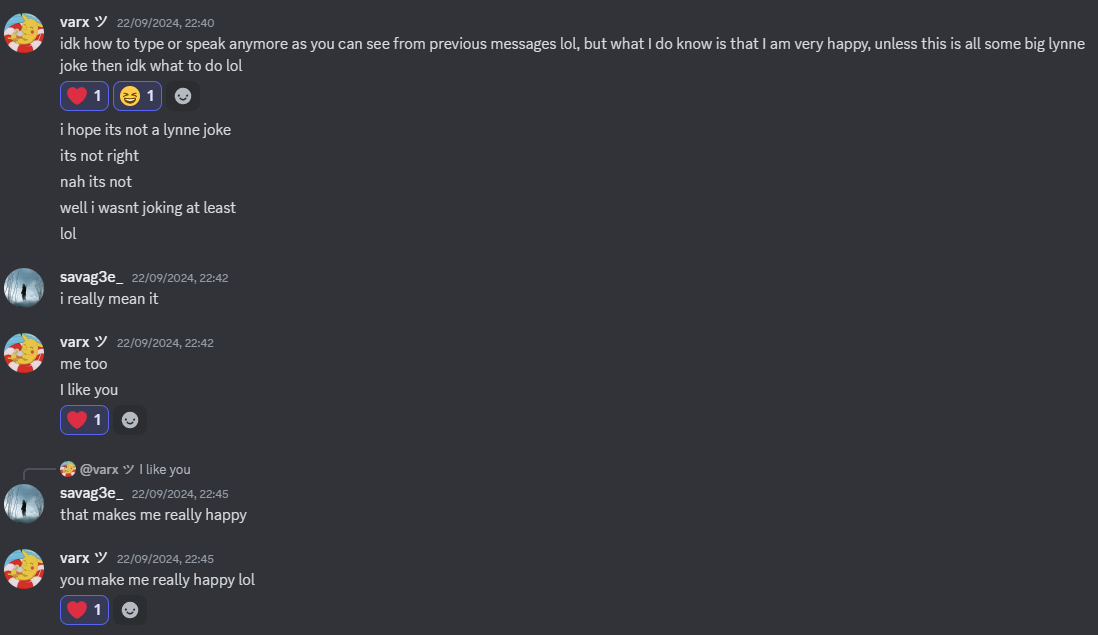 varx ツ 22/09/2024, 22:40
idk how to type or speak anymore as you can see from previous messages lol, but what I do know is that I am very happy, unless this is all some big lynne
joke then idk what to do lol
1 1
i hope its not a lynne joke
its not right
nah its not
well i wasnt joking at least
lol
savag3e_ 22/09/2024, 22:42
i really mean it
varx ツ 22/09/2024, 22:42
me too
I like you
1
@varx ツ I like you
savag3e_ 22/09/2024, 22:45
that makes me really happy
varx ツ 22/09/2024, 22:45
you make me really happy lol
1